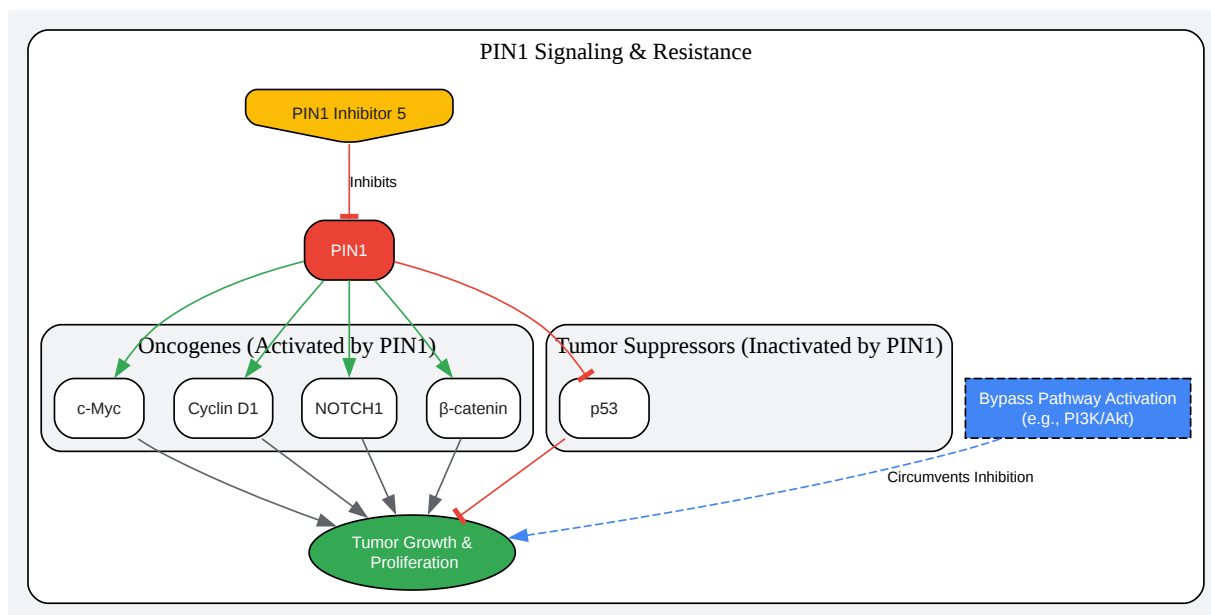 PIN1 Signaling & Resistance
PIN1 Inhibitor 5
Inhibits
PIN1
Oncogenes (Activated by PIN1)
Tumor Suppressors (Inactivated by PIN1)
c-Myc
Cyclin D1
NOTCH1
β-catenin
p53
Bypass Pathway Activation
(e.g., PI3K/Akt)
Circumvents Inhibition
Tumor Growth &
Proliferation